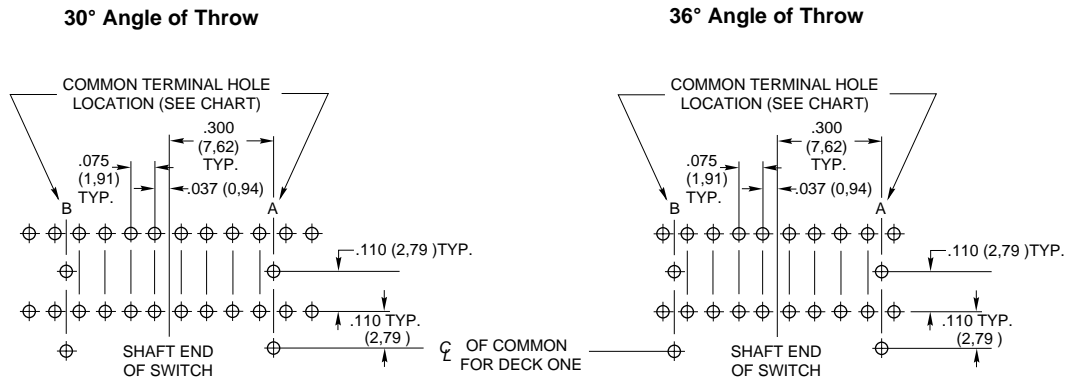 30° Angle of Throw
COMMON TERMINAL HOLE
LOCATION (SEE CHART)
.300
(7,62)
TYP.
.075
(1,91)
TYP.
.037 (0,94)
B
A
.110 (2,79 )TYP.
.110 TYP.
(2,79 )
SHAFT END
OF SWITCH
℄ OF COMMON
FOR DECK ONE
36° Angle of Throw
COMMON TERMINAL HOLE
LOCATION (SEE CHART)
.300
(7,62)
TYP.
.075
(1,91)
TYP.
.037 (0,94)
B
A
.110 (2,79 )TYP.
.110 TYP.
(2,79 )
SHAFT END
OF SWITCH